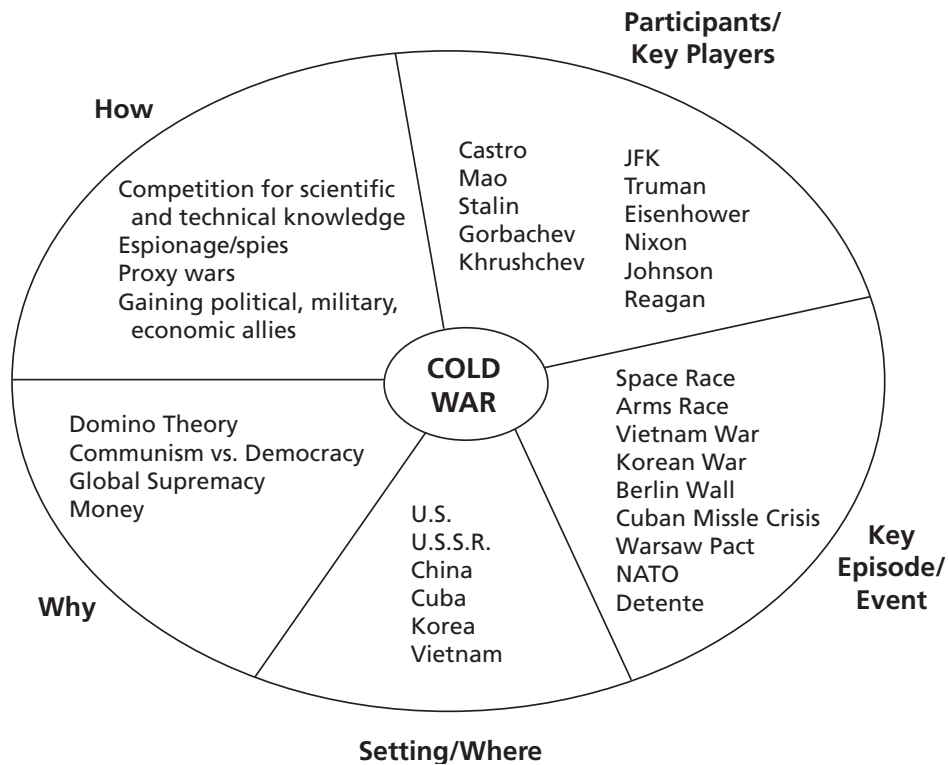 Participants/
Key Players
How
Castro
Mao
Stalin
Gorbachev
Khrushchev
JFK
Truman
Eisenhower
Nixon
Johnson
Reagan
Competition for scientific
and technical knowledge
Espionage/spies
Proxy wars
Gaining political, military,
economic allies
COLD
WAR
Space Race
Arms Race
Vietnam War
Korean War
Berlin Wall
Cuban Missle Crisis
Warsaw Pact
NATO
Detente
Key
Episode/
Event
Domino Theory
Communism vs. Democracy
Global Supremacy
Money
Why
U.S.
U.S.S.R.
China
Cuba
Korea
Vietnam
Setting/Where